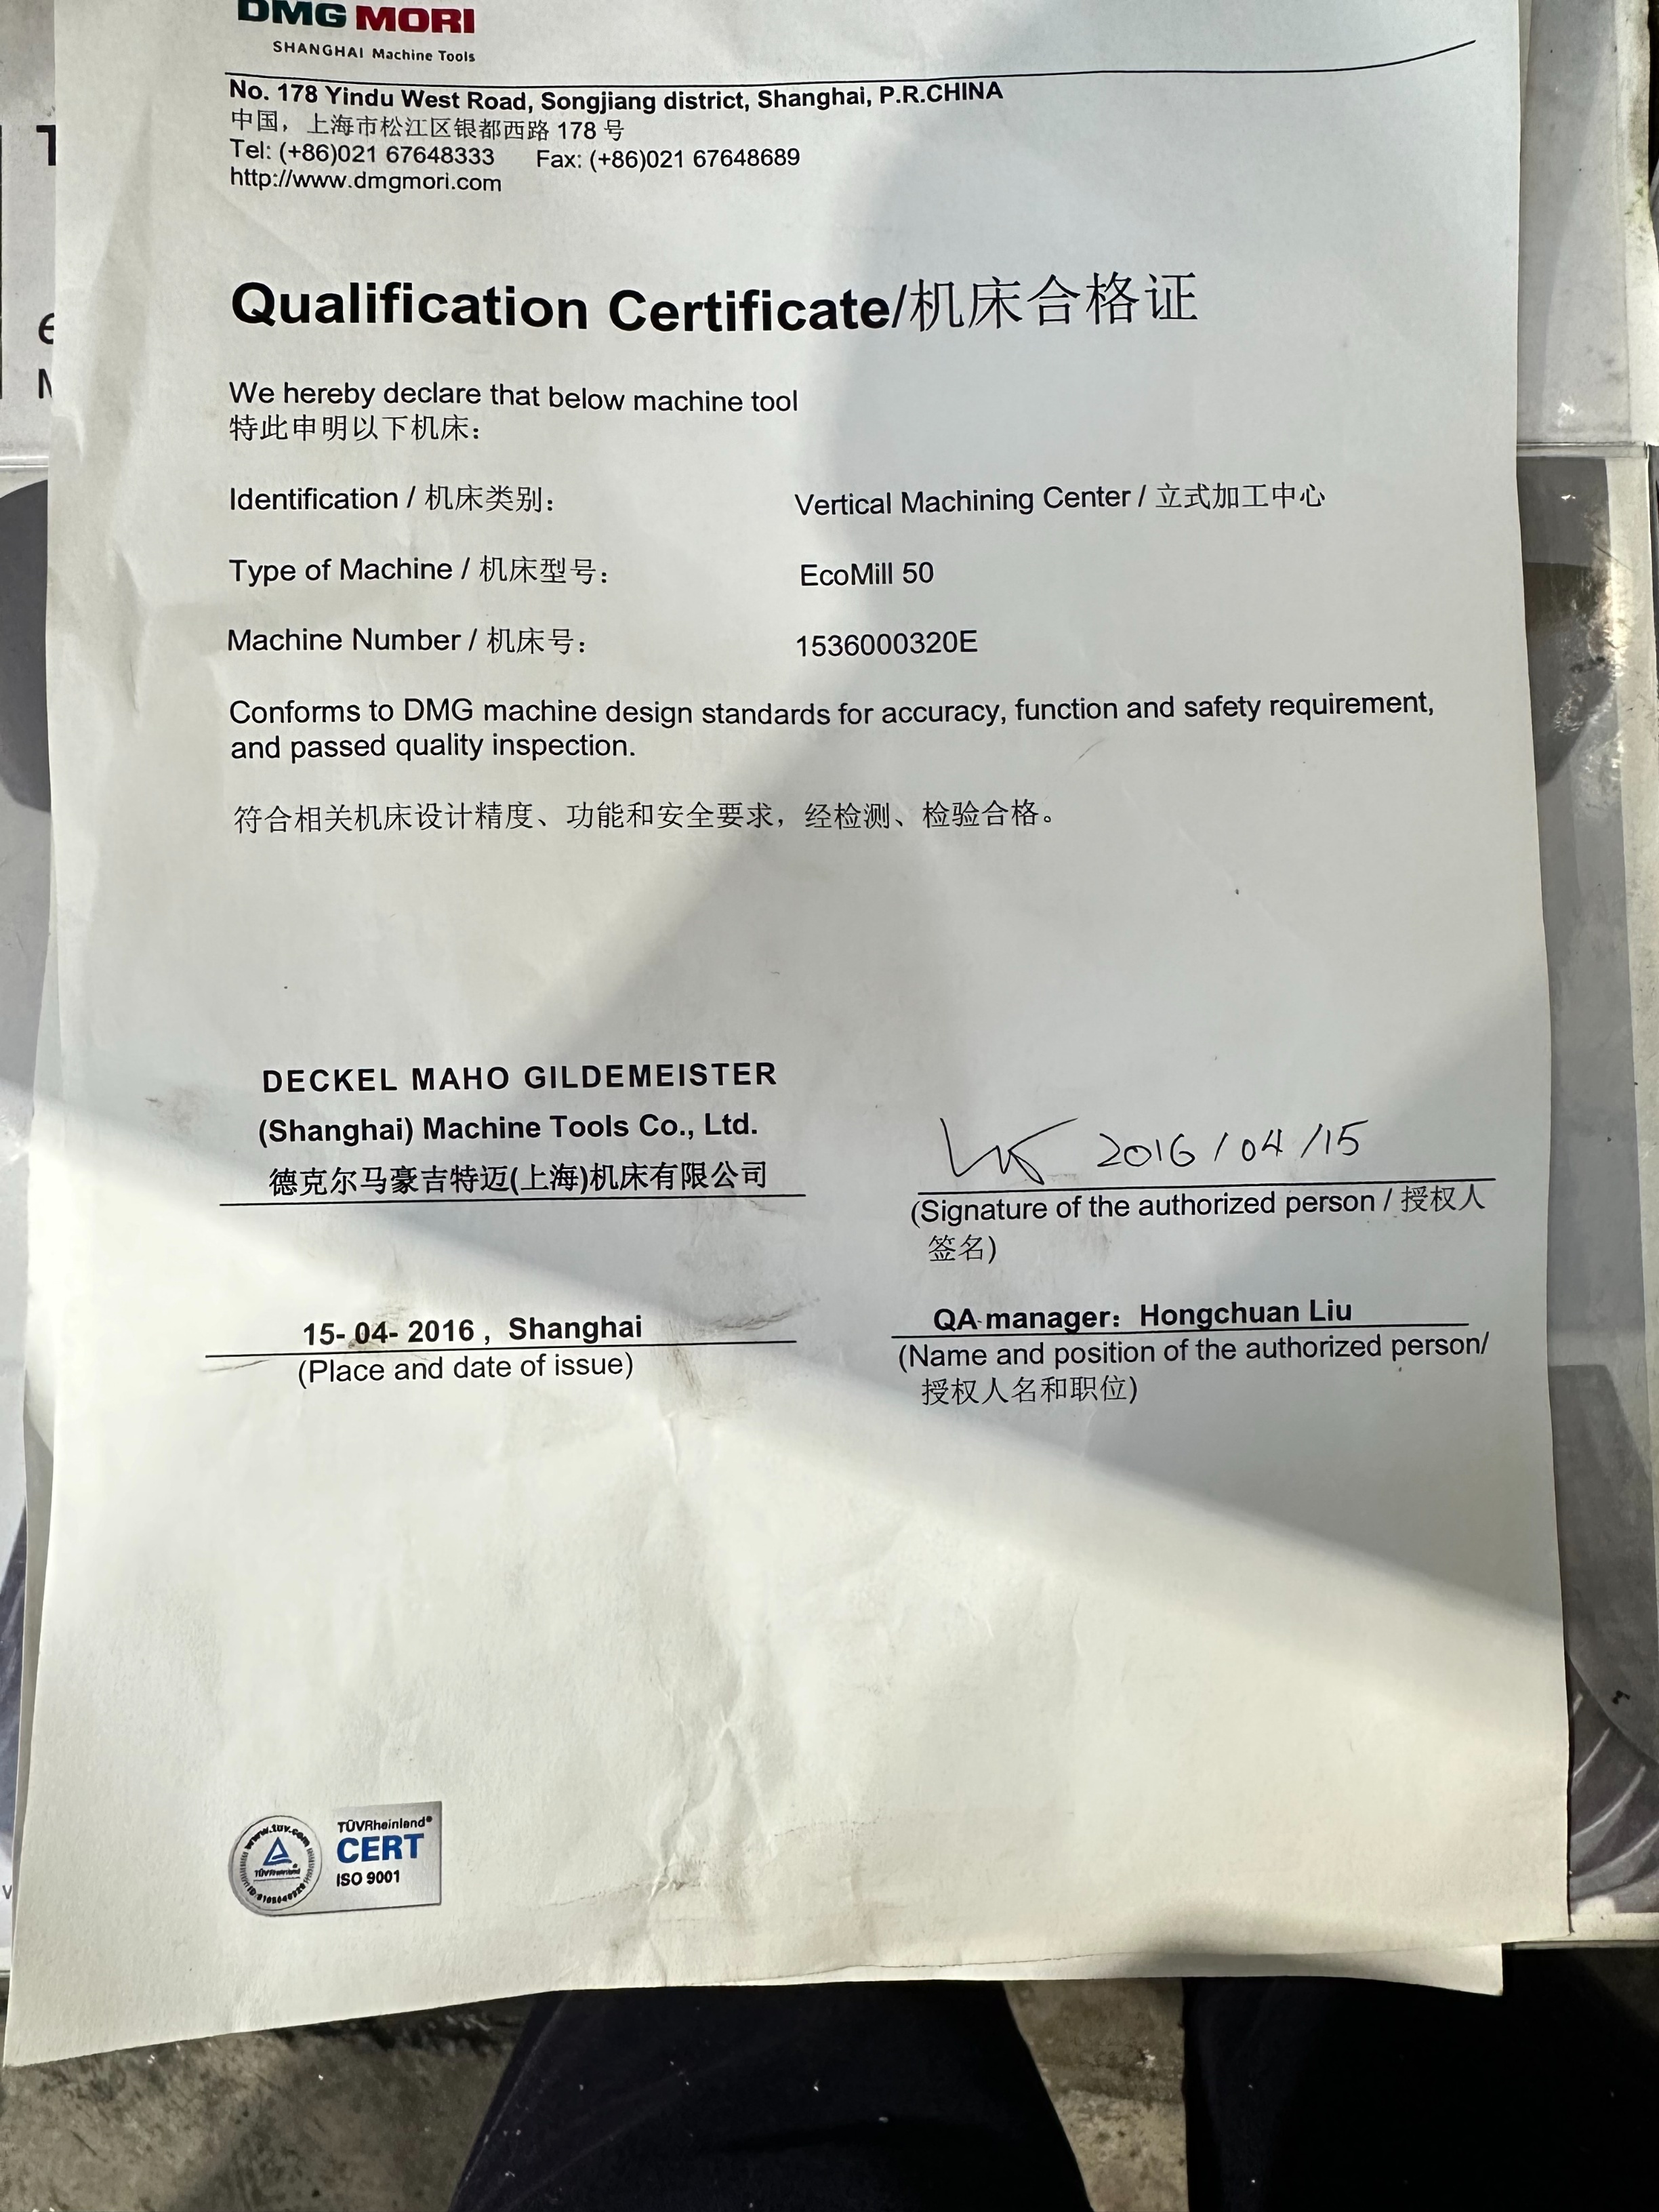 DMG MORI
SHANGHAI Machine Tools
No. 178 Yindu West Road, Songjiang district, Shanghai, P.R.CHINA
中国，上海市松江区银都西路 178 号
Tel: (+86)021 67648333 Fax: (+86)021 67648689
http://www.dmgmori.com
Qualification Certificate/机床合格证
We hereby declare that below machine tool
特此申明以下机床：
Identification / 机床类别： Vertical Machining Center / 立式加工中心
Type of Machine / 机床型号： EcoMill 50
Machine Number / 机床号： 1536000320E
Conforms to DMG machine design standards for accuracy, function and safety requirement,
and passed quality inspection.
符合相关机床设计精度、功能和安全要求，经检测、检验合格。
DECKEL MAHO GILDEMEISTER
(Shanghai) Machine Tools Co., Ltd.
德克尔马豪吉特迈(上海)机床有限公司
2016/04/15
(Signature of the authorized person / 授权人
签名)
15- 04- 2016 , Shanghai
(Place and date of issue)
QA manager：Hongchuan Liu
(Name and position of the authorized person/
授权人名和职位)
www.tuv.com
TÜVRheinland
TÜVRheinland®
CERT
ISO 9001